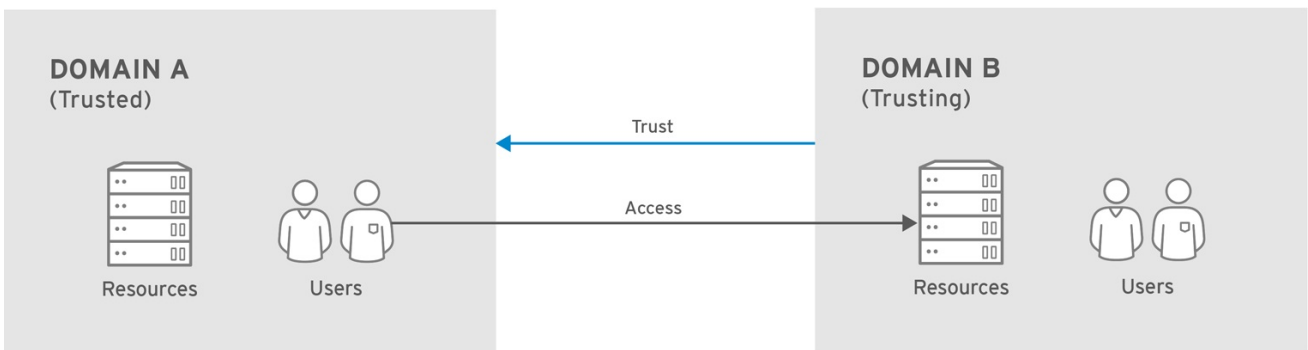 DOMAIN A
(Trusted)
Resources
Users
Trust
Access
DOMAIN B
(Trusting)
Resources
Users